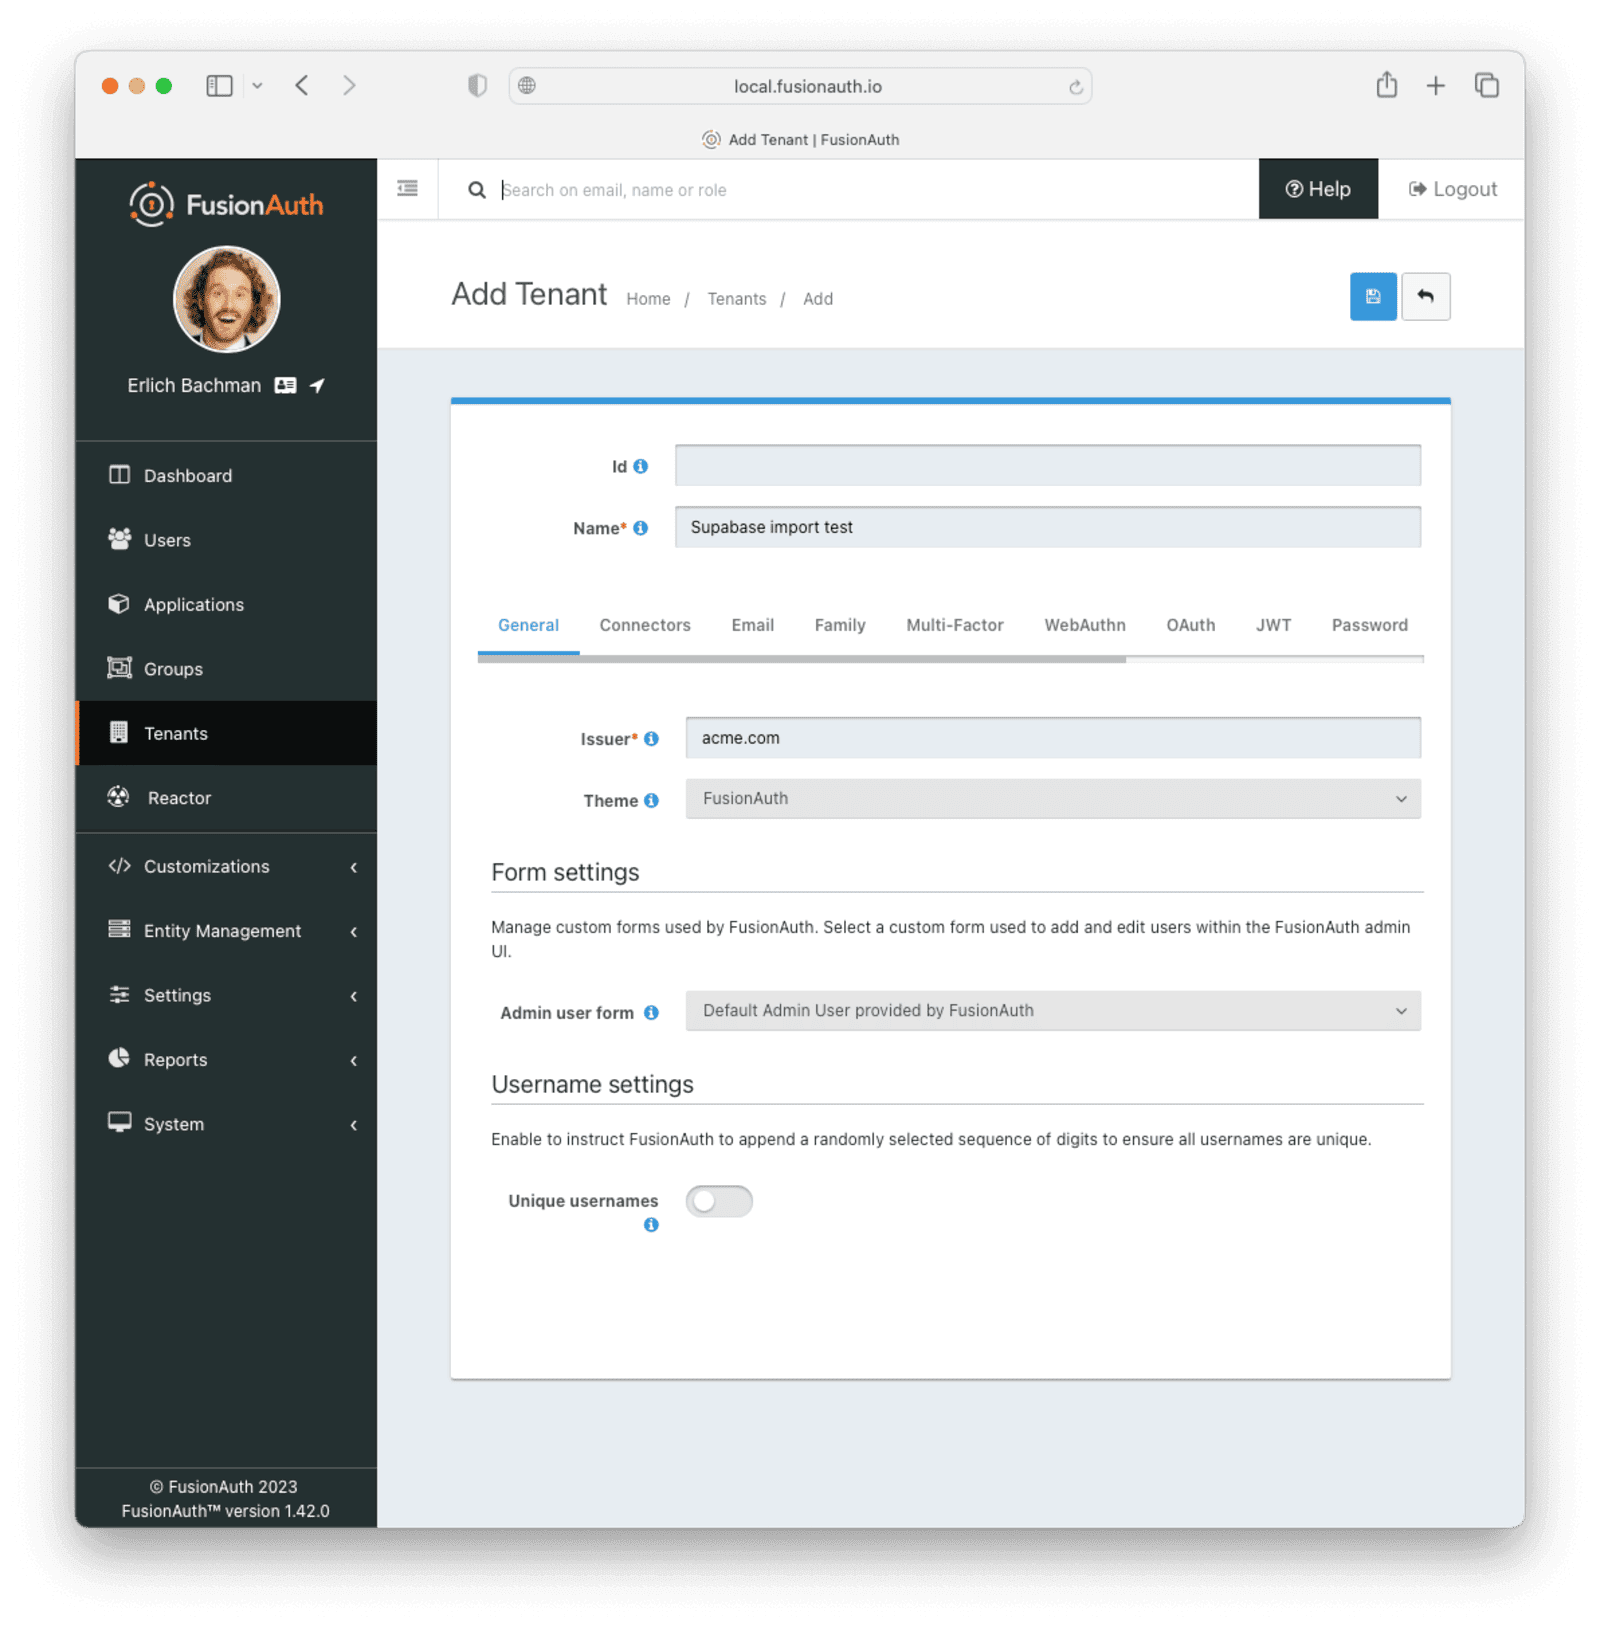 local.fusionauth.io
Add Tenant | FusionAuth
FusionAuth
Search on email, name or role
Help
Logout
Erlich Bachman
Add Tenant Home / Tenants / Add
Dashboard
Users
Applications
Groups
Tenants
Reactor
Customizations
Entity Management
Settings
Reports
System
© FusionAuth 2023
FusionAuth™ version 1.42.0
Id
Name* Supabase import test
General Connectors Email Family Multi-Factor WebAuthn OAuth JWT Password
Issuer* acme.com
Theme FusionAuth
Form settings
Manage custom forms used by FusionAuth. Select a custom form used to add and edit users within the FusionAuth admin
UI.
Admin user form Default Admin User provided by FusionAuth
Username settings
Enable to instruct FusionAuth to append a randomly selected sequence of digits to ensure all usernames are unique.
Unique usernames